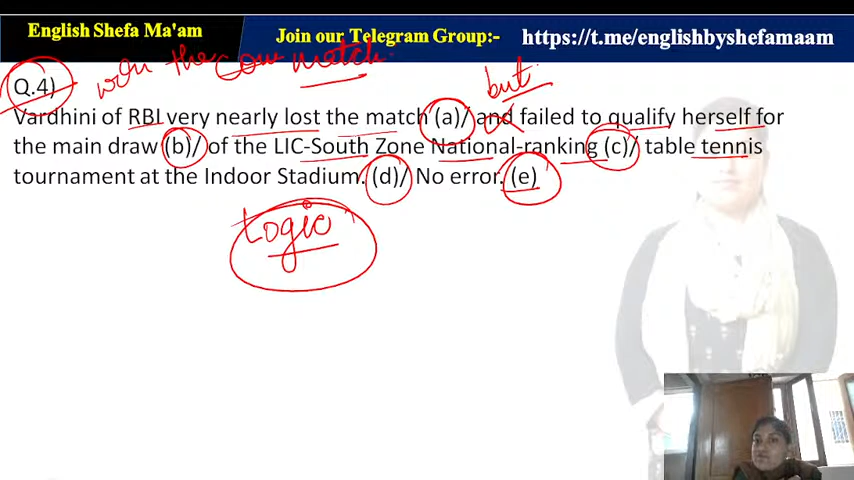 English Shefa Ma'am
Join our Telegram Group:- https://t.me/englishbyshefamaam
won the match.
but
Q.4)
Vardhini of RBI very nearly lost the match (a)/ and failed to qualify herself for
the main draw (b)/ of the LIC-South Zone National-ranking (c)/ table tennis
tournament at the Indoor Stadium. (d)/ No error. (e)
Logic